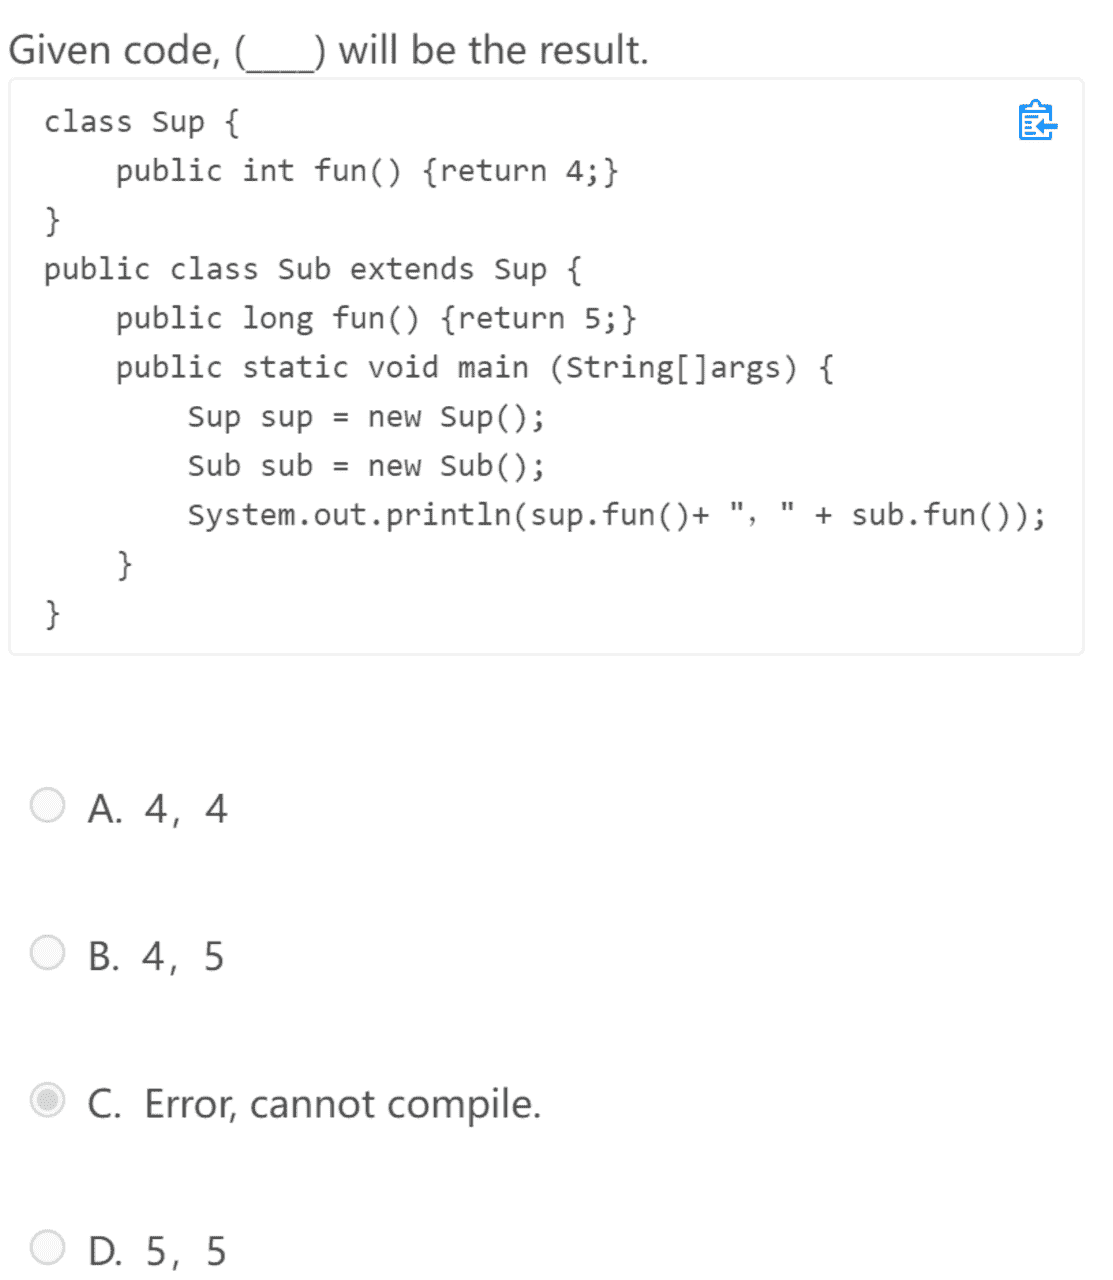 Given code, (____) will be the result.
class Sup {
    public int fun() {return 4;}
}
public class Sub extends Sup {
    public long fun() {return 5;}
    public static void main (String[]args) {
        Sup sup = new Sup();
        Sub sub = new Sub();
        System.out.println(sup.fun()+ "，" + sub.fun());
    }
}
A. 4，4
B. 4，5
C. Error, cannot compile.
D. 5，5